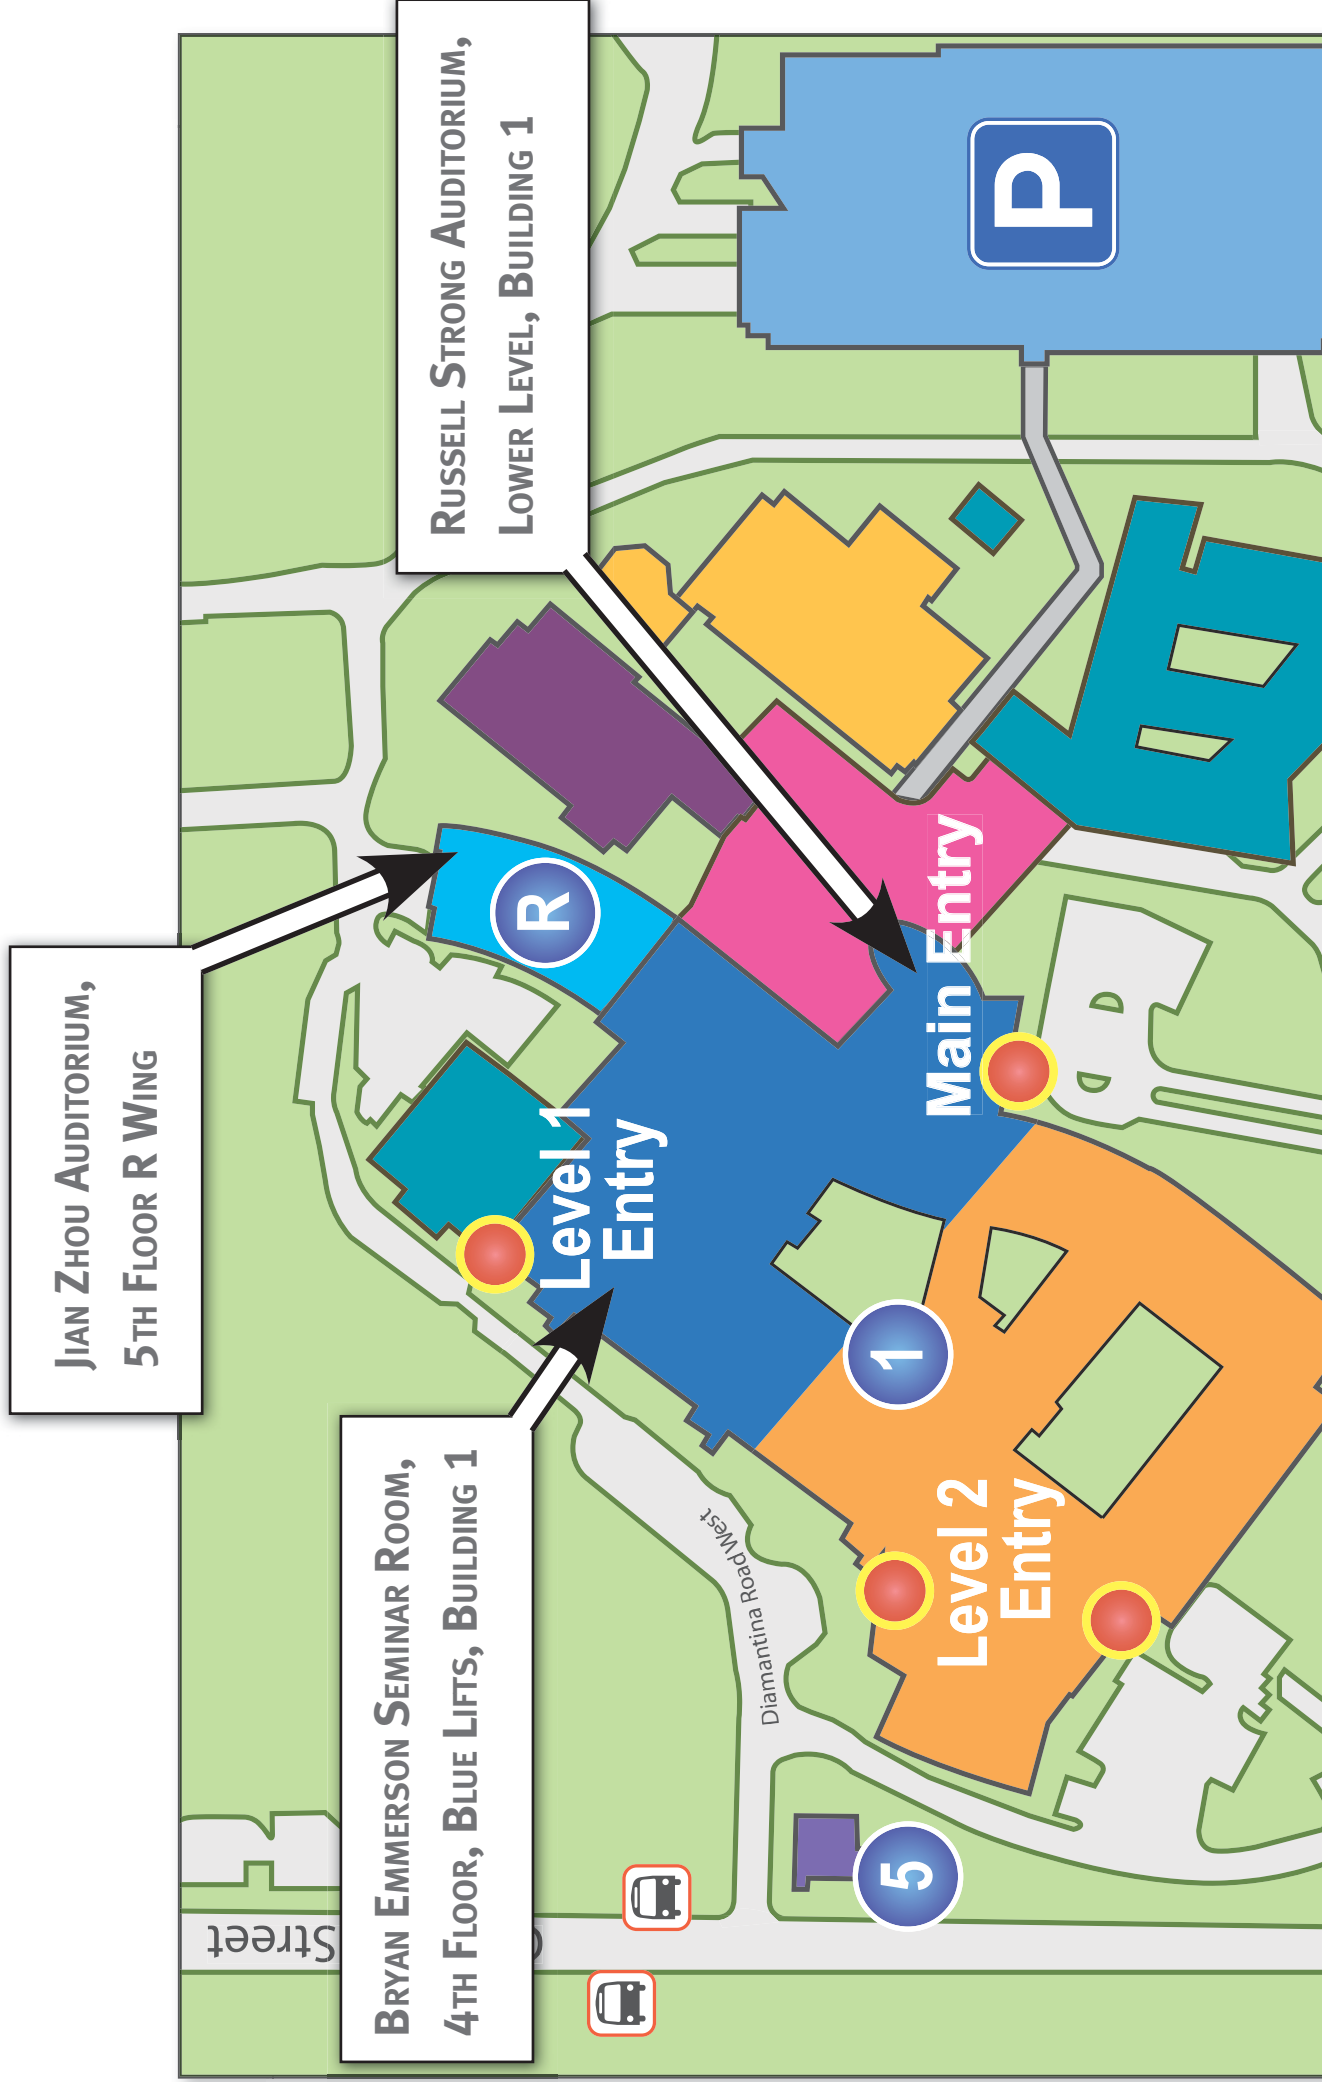 Jian Zhou Auditorium,
5th Floor R Wing
Russell Strong Auditorium,
Lower Level, Building 1
Bryan Emmerson Seminar Room,
4th Floor, Blue Lifts, Building 1
Street
Diamantina Road West
Level 1
Entry
Main Entry
Level 2
Entry
R
1
5
P